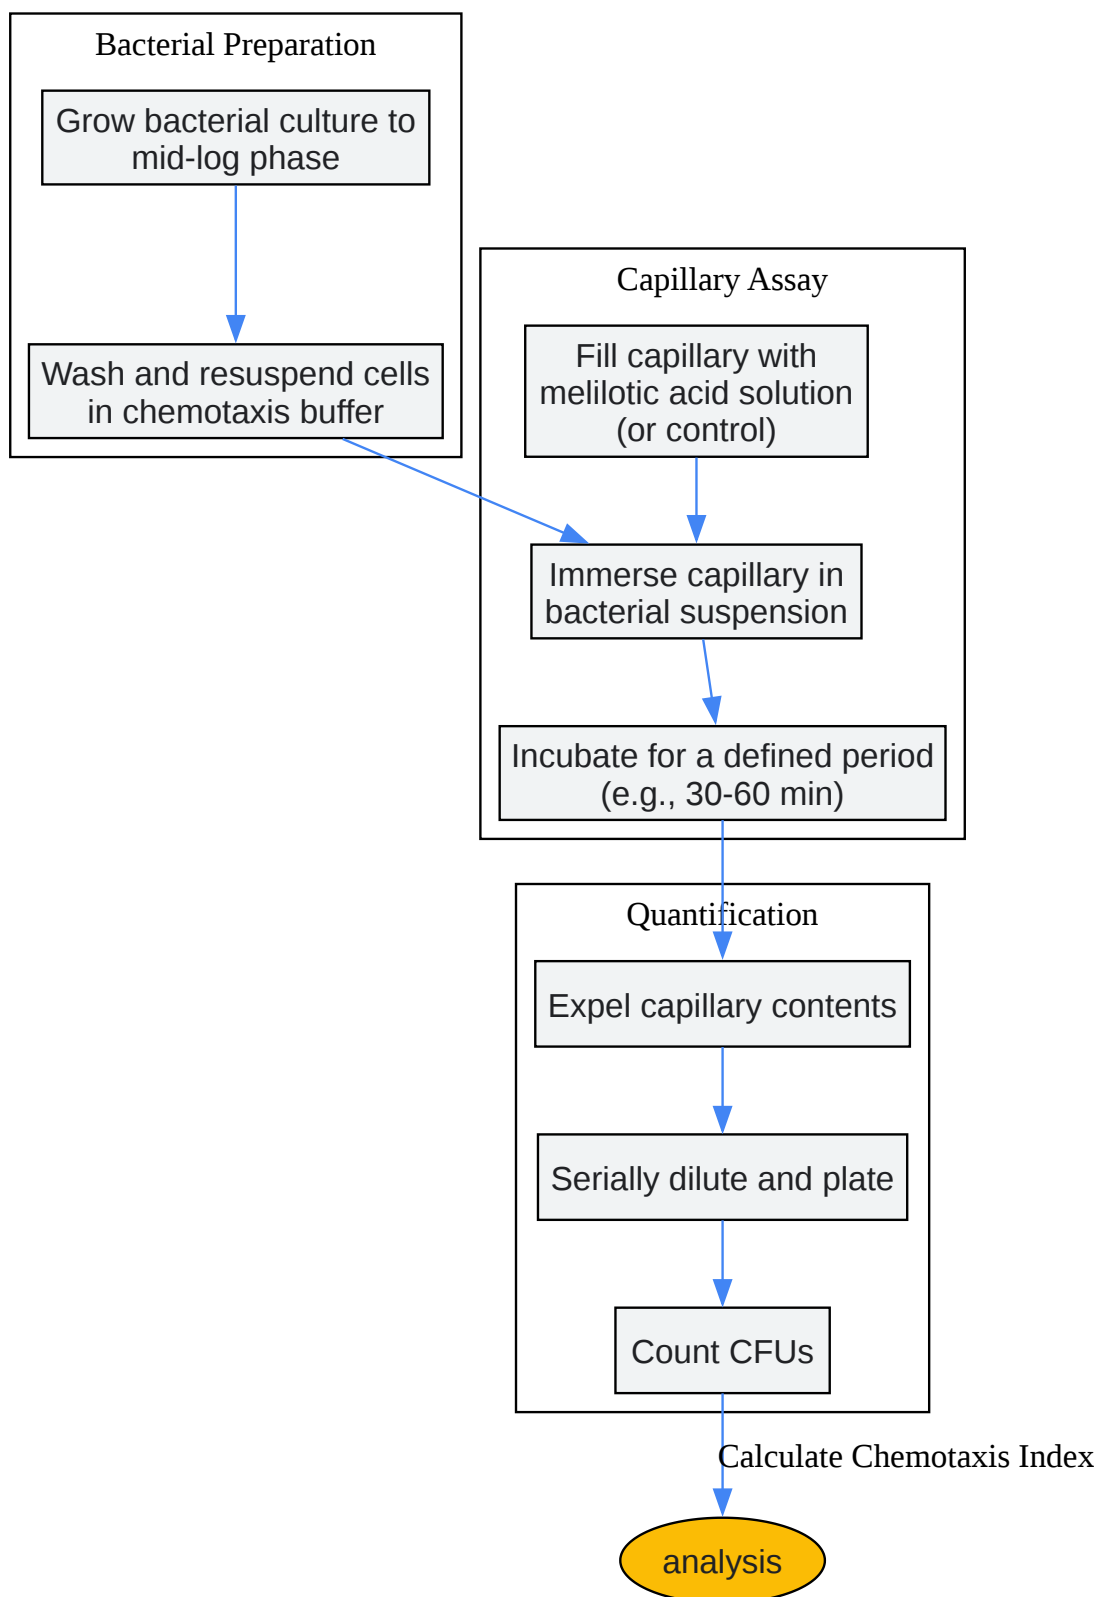 Bacterial Preparation
Grow bacterial culture to
mid-log phase
Wash and resuspend cells
in chemotaxis buffer
Capillary Assay
Fill capillary with
melilotic acid solution
(or control)
Immerse capillary in
bacterial suspension
Incubate for a defined period
(e.g., 30-60 min)
Quantification
Expel capillary contents
Serially dilute and plate
Count CFUs
Calculate Chemotaxis Index
analysis